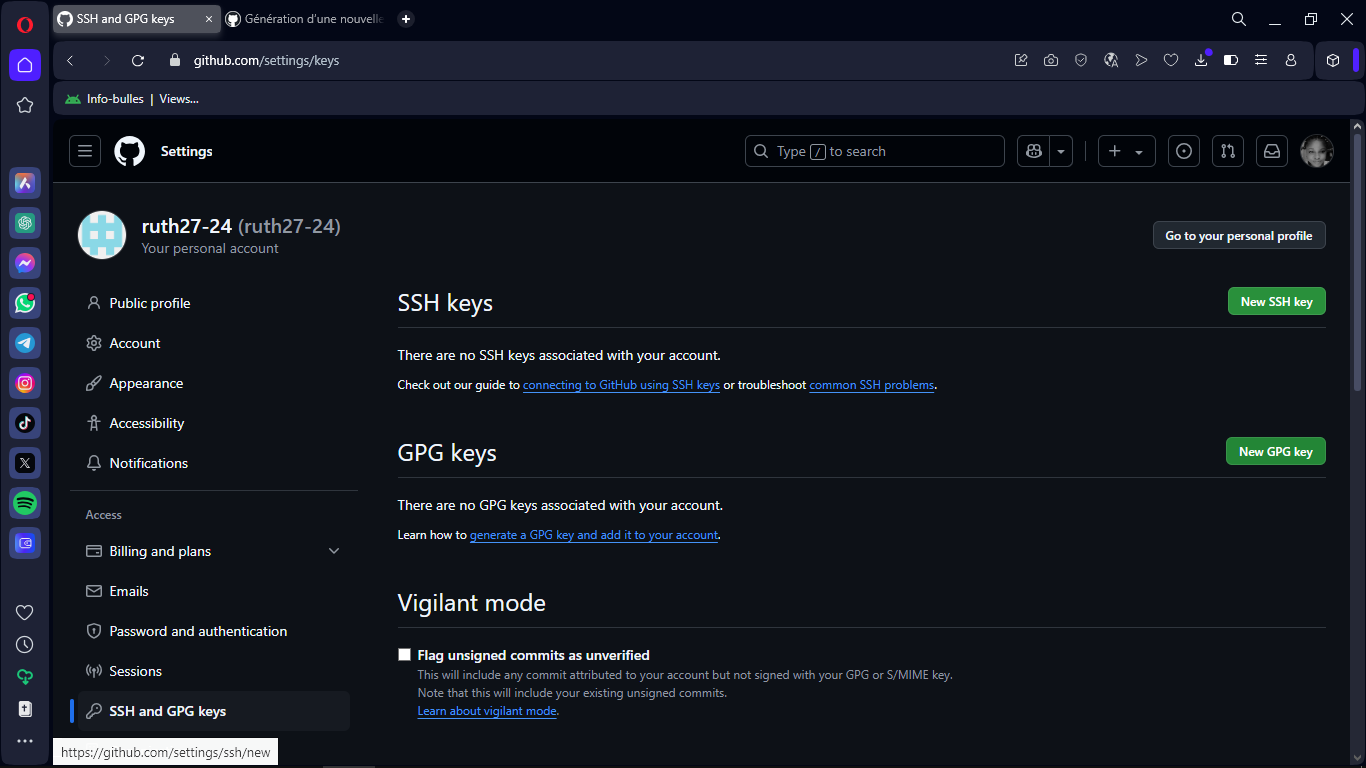 SSH and GPG keys
Génération d'une nouvelle
github.com/settings/keys
Info-bulles | Views...
Settings
Type / to search
ruth27-24 (ruth27-24)
Your personal account
Go to your personal profile
Public profile
Account
Appearance
Accessibility
Notifications
Access
Billing and plans
Emails
Password and authentication
Sessions
SSH and GPG keys
SSH keys
New SSH key
There are no SSH keys associated with your account.
Check out our guide to connecting to GitHub using SSH keys or troubleshoot common SSH problems.
GPG keys
New GPG key
There are no GPG keys associated with your account.
Learn how to generate a GPG key and add it to your account.
Vigilant mode
Flag unsigned commits as unverified
This will include any commit attributed to your account but not signed with your GPG or S/MIME key.
Note that this will include your existing unsigned commits.
Learn about vigilant mode.
https://github.com/settings/ssh/new